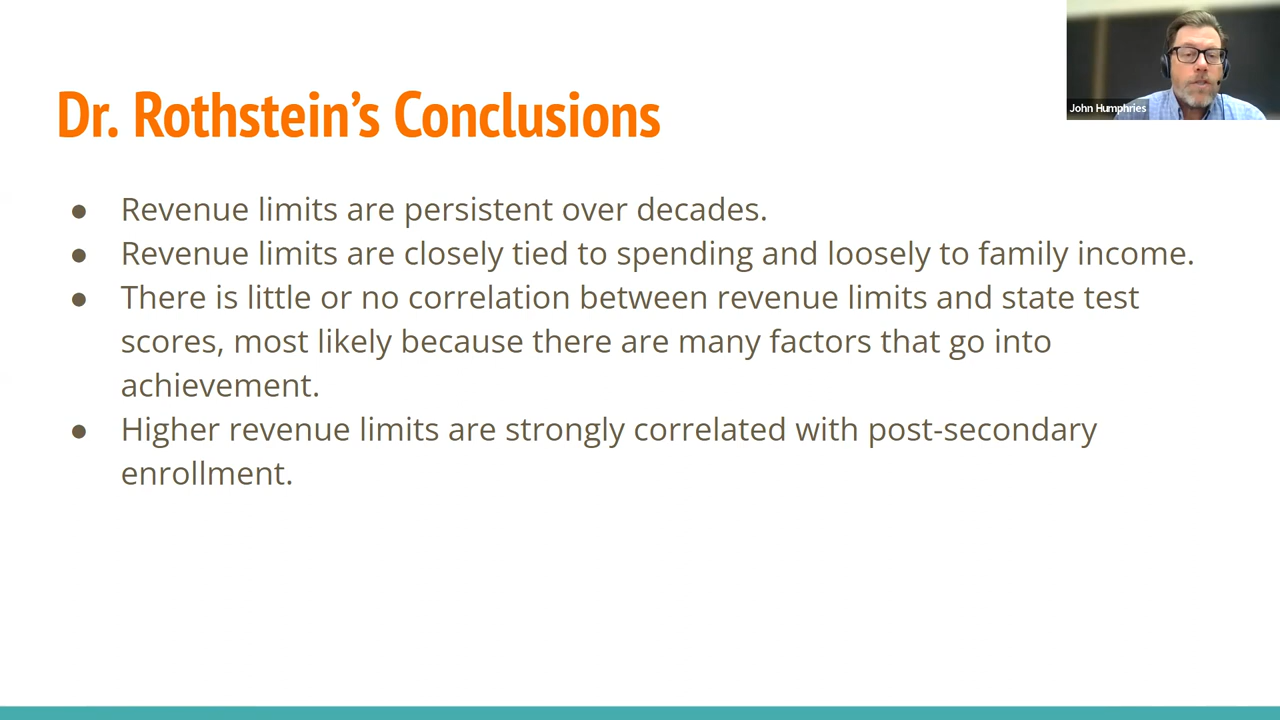 John Humphries
Dr. Rothstein’s Conclusions
● Revenue limits are persistent over decades.
● Revenue limits are closely tied to spending and loosely to family income.
● There is little or no correlation between revenue limits and state test
scores, most likely because there are many factors that go into
achievement.
● Higher revenue limits are strongly correlated with post-secondary
enrollment.